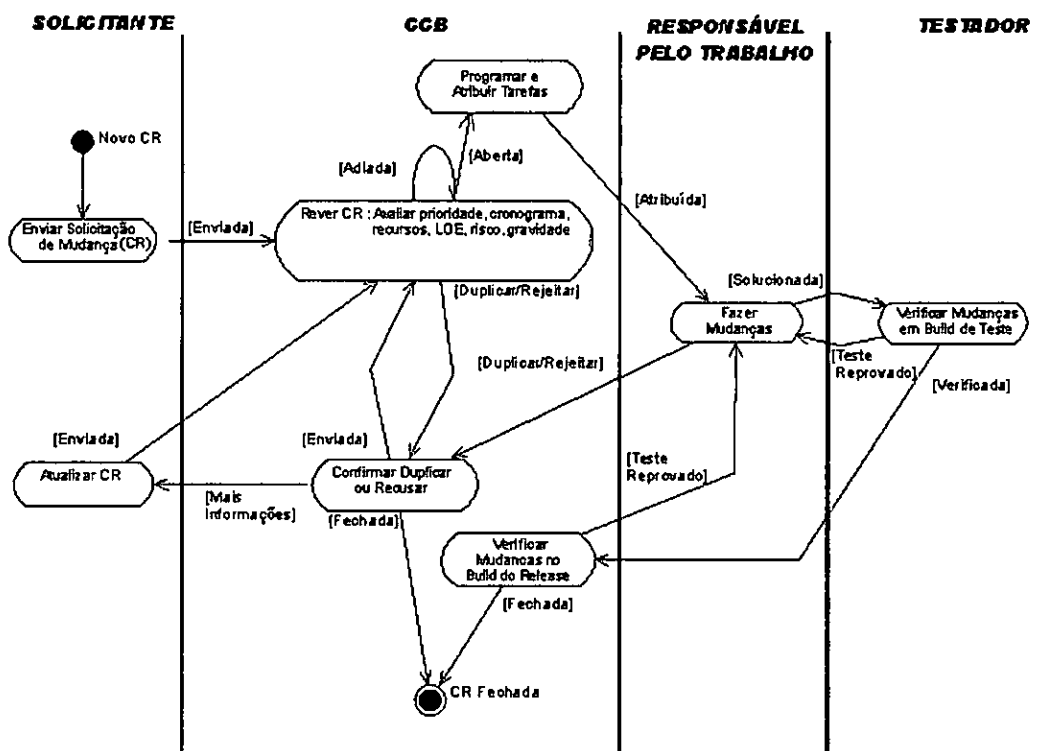 SOLICITANTE
CCB
RESPONSÁVEL
PELO TRABALHO
TESTADOR
Programar e
Atribuir Tarefas
Novo CR
[Adiada]
[Aberta]
[Atribuída]
Enviar Solicitação
de Mudança (CR)
[Enviada]
Rever CR : Avaliar prioridade, cronograma,
recursos, LOE, risco, gravidade
[Duplicar/Rejeitar]
[Solucionada]
Fazer
Mudanças
Verificar Mudanças
em Build de Teste
[Teste
Reprovado]
[Duplicar/Rejeitar]
[Verificada]
[Enviada]
[Enviada]
Atualizar CR
Confirmar Duplicar
ou Recusar
[Teste
Reprovado]
[Mais
Informações]
[Fechada]
Verificar
Mudancas no
Build do Release
[Fechada]
CR Fechada